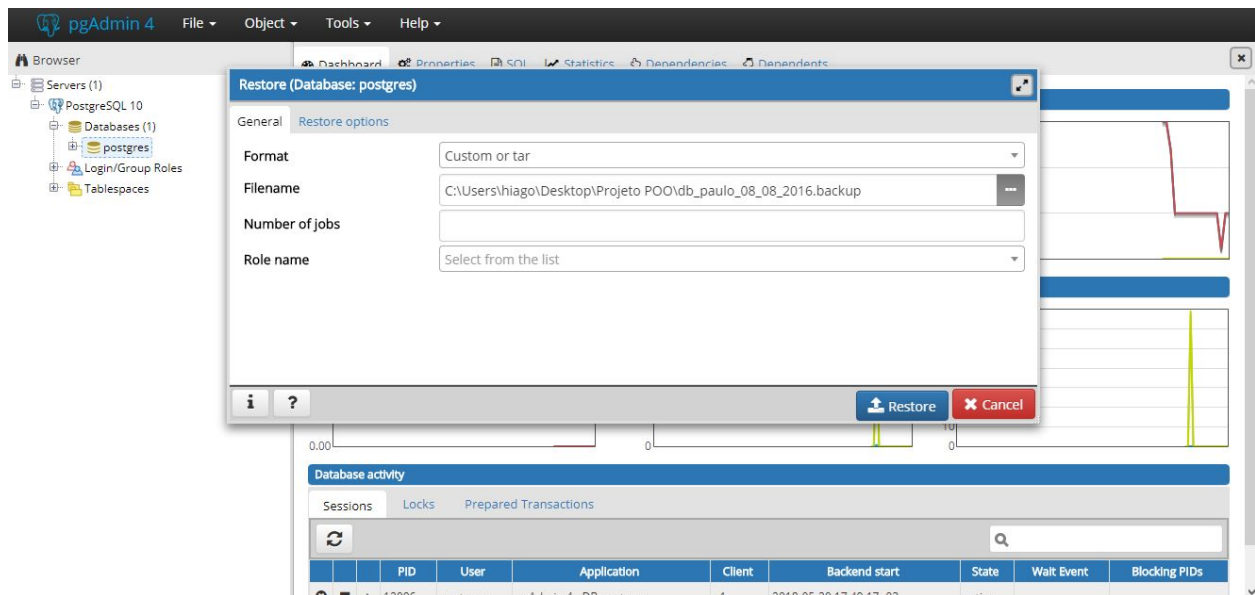 pgAdmin 4 File Object Tools Help
Browser
Dashboard Properties SQL Statistics Dependencies Dependents
Servers (1)
PostgreSQL 10
Databases (1)
postgres
Login/Group Roles
Tablespaces
Restore (Database: postgres)
General Restore options
Format Custom or tar
Filename C:\Users\hiago\Desktop\Projeto POO\db_paulo_08_08_2016.backup
Number of jobs
Role name Select from the list
i ? Restore Cancel
0.00 0 10
0
Database activity
Sessions Locks Prepared Transactions
PID User Application Client Backend start State Wait Event Blocking PIDs